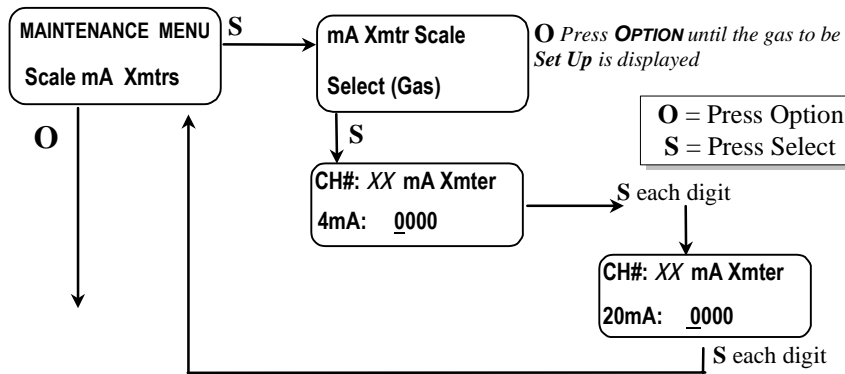 MAINTENANCE MENU
Scale mA Xmtrs
S
mA Xmtr Scale
Select (Gas)
O Press OPTION until the gas to be
Set Up is displayed
O = Press Option
S = Press Select
O
S
CH#: XX mA Xmter
4mA: 0000
S each digit
CH#: XX mA Xmter
20mA: 0000
S each digit